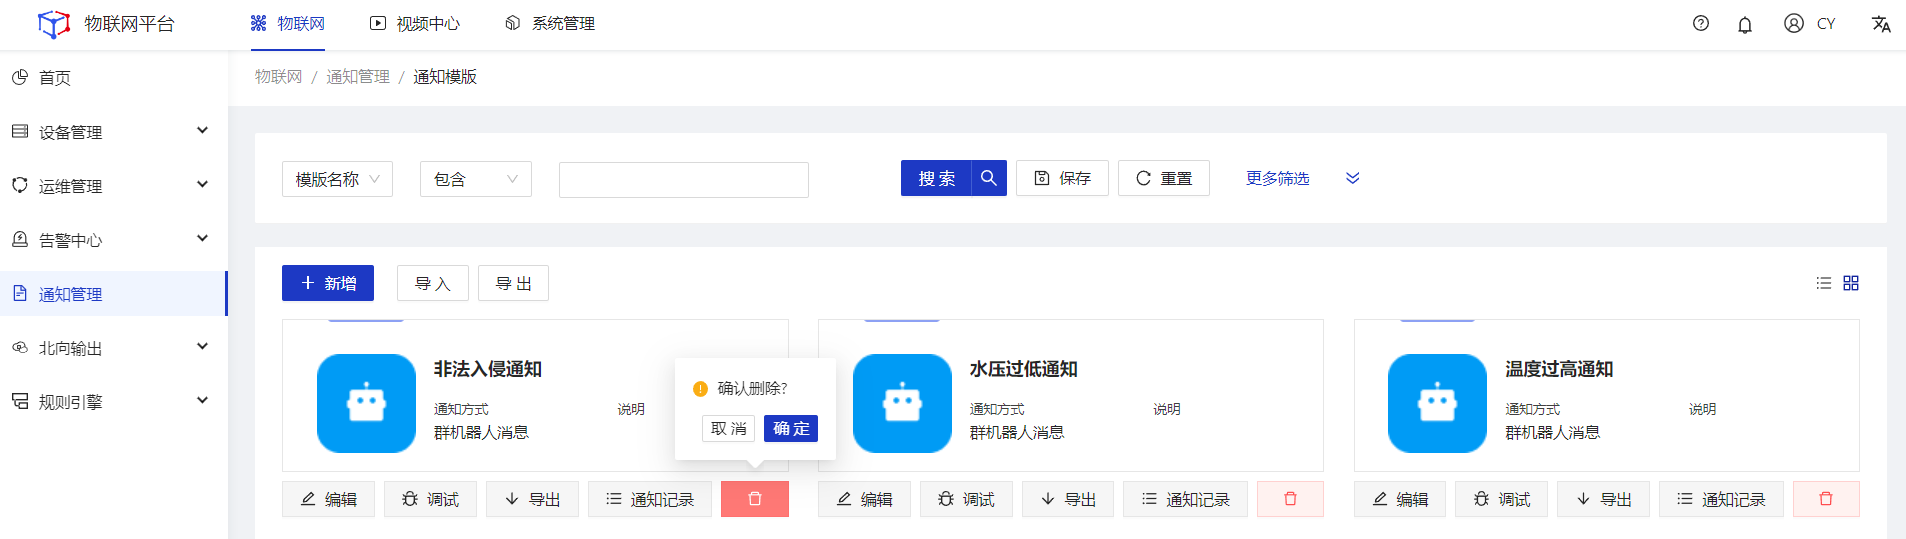 物联网平台
物联网 视频中心 系统管理
CY
首页
设备管理
运维管理
告警中心
通知管理
北向输出
规则引擎
物联网 / 通知管理 / 通知模版
模版名称 包含 搜索 保存 重置 更多筛选
新增 导入 导出
非法入侵通知
通知方式 说明
群机器人消息
确认删除?
取消 确定
编辑 调试 导出 通知记录
水压过低通知
通知方式 说明
群机器人消息
编辑 调试 导出 通知记录
温度过高通知
通知方式 说明
群机器人消息
编辑 调试 导出 通知记录